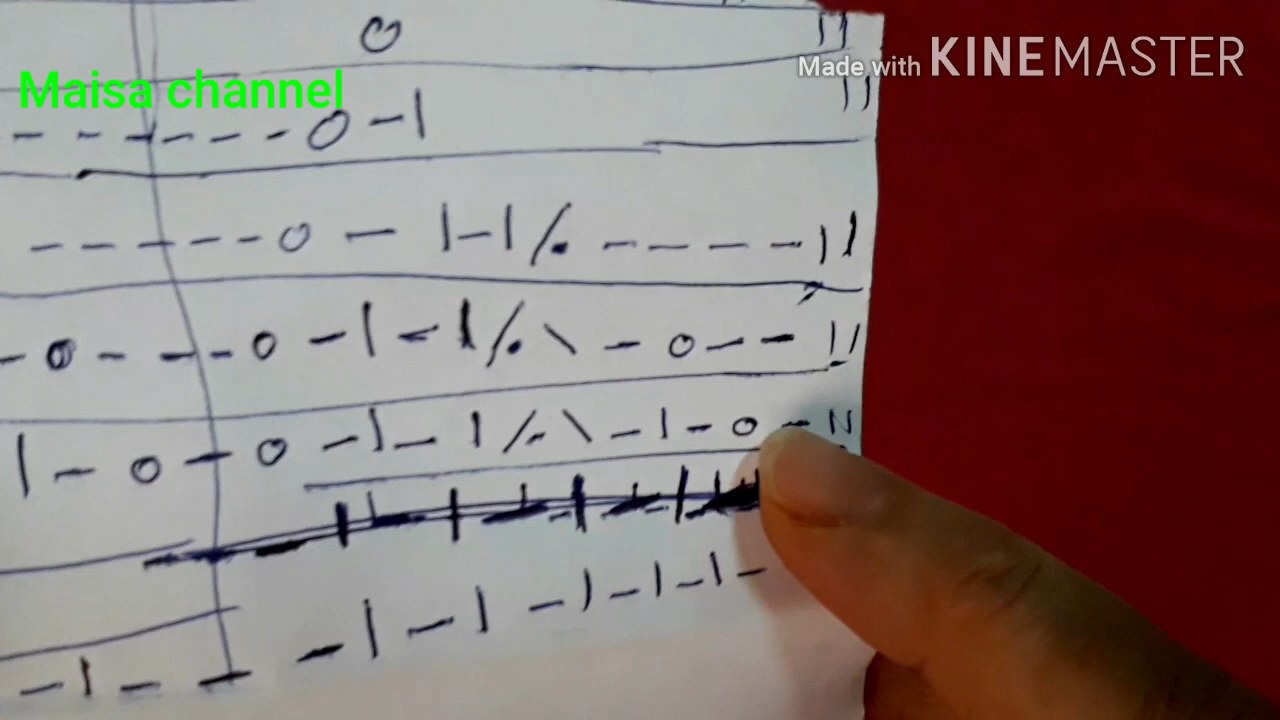 O ||
Made with KINEMASTER
Maisa channel
||
- - - - - - - O - |
- - - - - - O - | - | /. - - - - ||
- O - - - O - | - | /. \ - O - - ||
| - O - O - | - | /. \ - | - O - ||
- | - - - | - | - | - | - | -